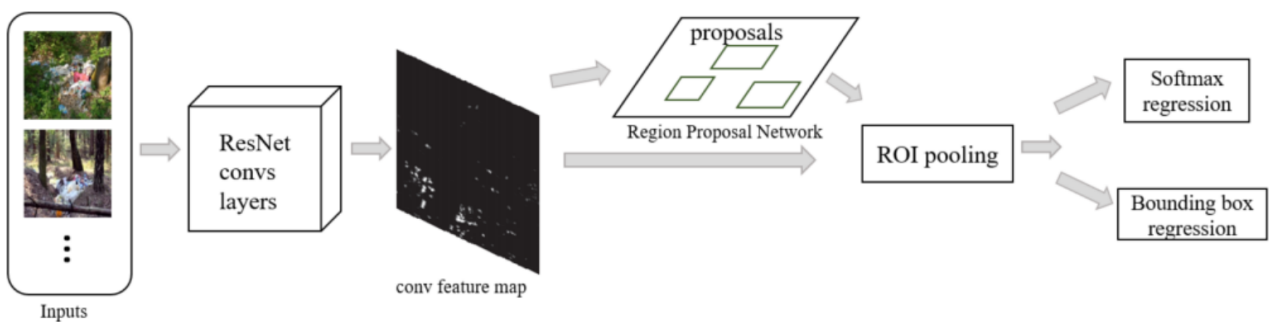 Inputs
ResNet
convs
layers
conv feature map
proposals
Region Proposal Network
ROI pooling
Softmax
regression
Bounding box
regression